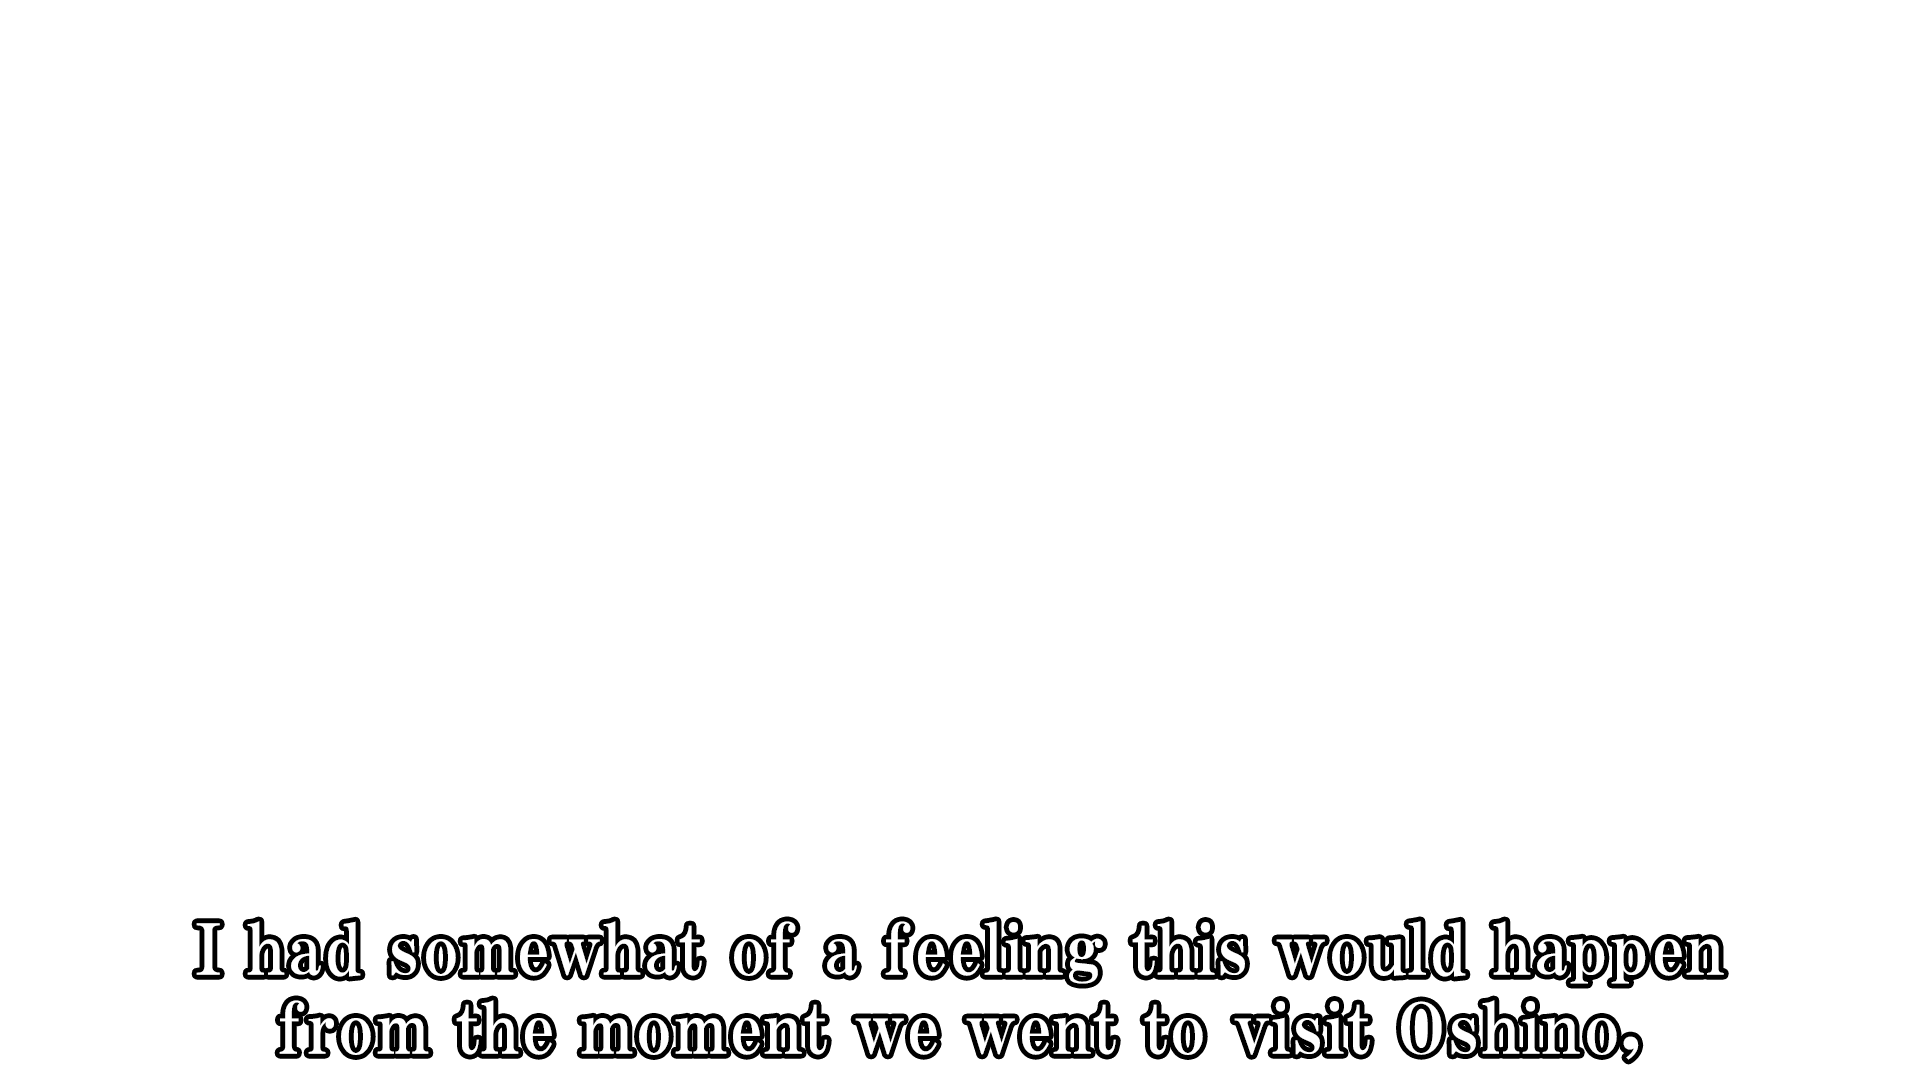 I had somewhat of a feeling this would happen
from the moment we went to visit Oshino,